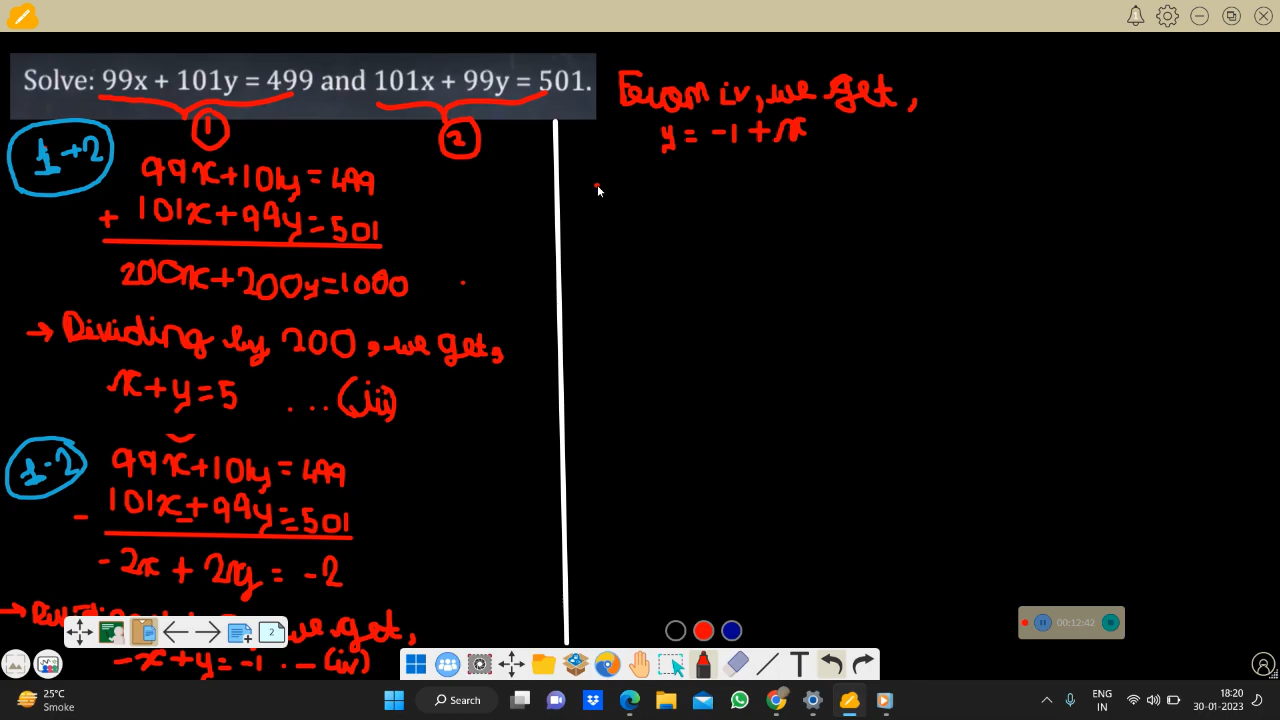 Solve: 99x + 101y = 499 and 101x + 99y = 501.
1
2
1+2
99x+101y=499
+ 101x+99y=501
200x+200y=1000
→ Dividing by 200, we get,
x+y=5 ...(iii)
1-2
99x+101y=499
- 101x+99y=501
-2x + 2y = -2
we get,
-x+y=-1 ...(iv)
From iv, we get,
y = -1 + x
2
00:12:42
T
25°C
Smoke
Search
ENG
IN
18:20
30-01-2023